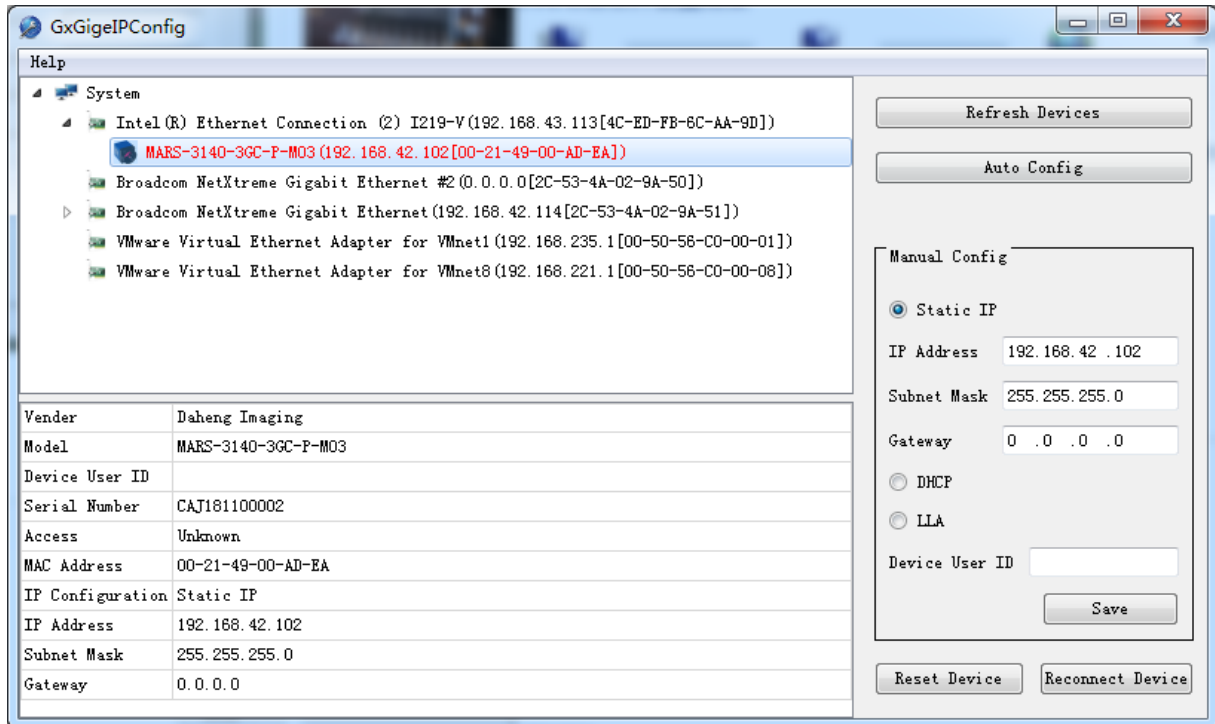 GxGigeIPConfig
Help
System
Intel(R) Ethernet Connection (2) I219-V(192.168.43.113[4C-ED-FB-6C-AA-9D])
MARS-3140-3GC-P-M03(192.168.42.102[00-21-49-00-AD-EA])
Broadcom NetXtreme Gigabit Ethernet #2(0.0.0.0[2C-53-4A-02-9A-50])
Broadcom NetXtreme Gigabit Ethernet(192.168.42.114[2C-53-4A-02-9A-51])
VMware Virtual Ethernet Adapter for VMnet1(192.168.235.1[00-50-56-C0-00-01])
VMware Virtual Ethernet Adapter for VMnet8(192.168.221.1[00-50-56-C0-00-08])
Vender Daheng Imaging
Model MARS-3140-3GC-P-M03
Device User ID
Serial Number CAJ181100002
Access Unknown
MAC Address 00-21-49-00-AD-EA
IP Configuration Static IP
IP Address 192.168.42.102
Subnet Mask 255.255.255.0
Gateway 0.0.0.0
Refresh Devices
Auto Config
Manual Config
Static IP
IP Address 192.168.42 .102
Subnet Mask 255.255.255.0
Gateway 0 .0 .0 .0
DHCP
LLA
Device User ID
Save
Reset Device Reconnect Device